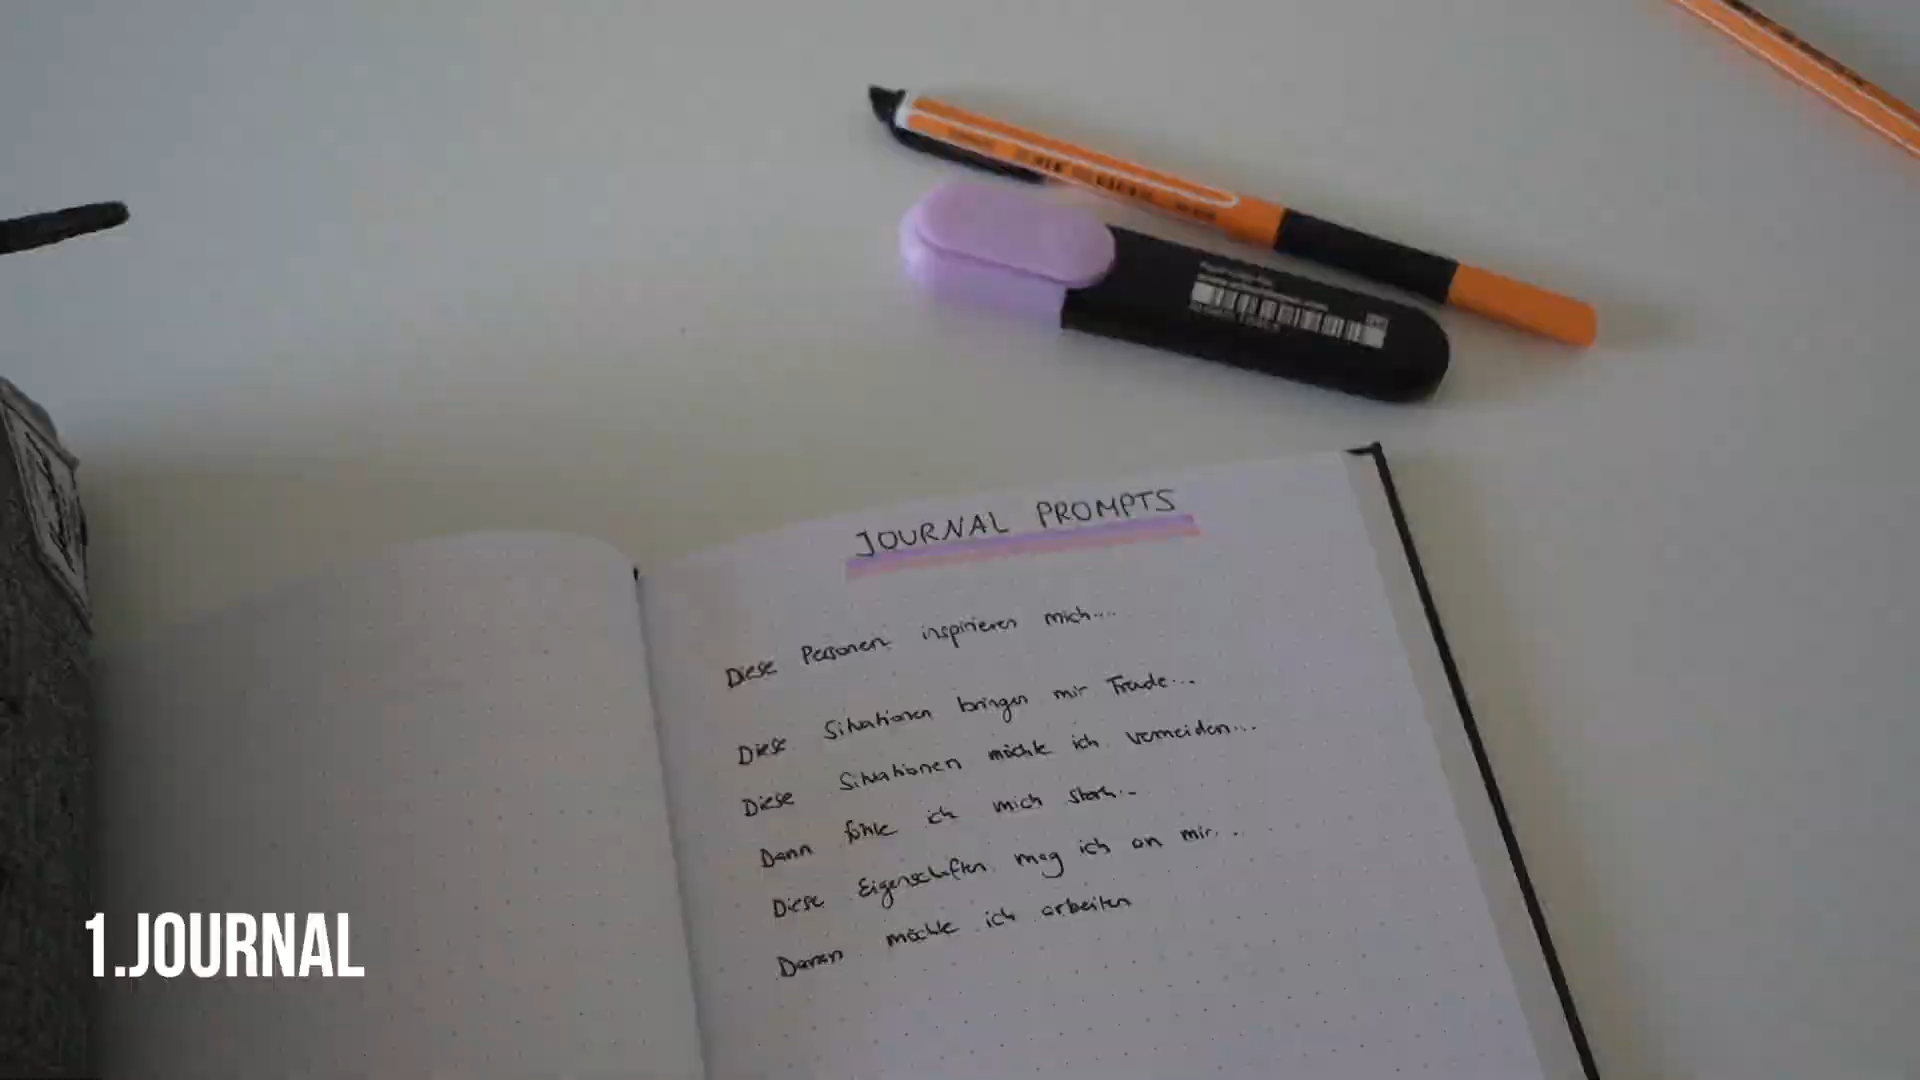 JOURNAL PROMPTS
Diese Personen inspirieren mich....
Diese Situationen bringen mir Freude...
Diese Situationen möchte ich vermeiden...
Dann fühle ich mich stark...
Diese Eigenschaften mag ich an mir...
Daran möchte ich arbeiten
1.JOURNAL